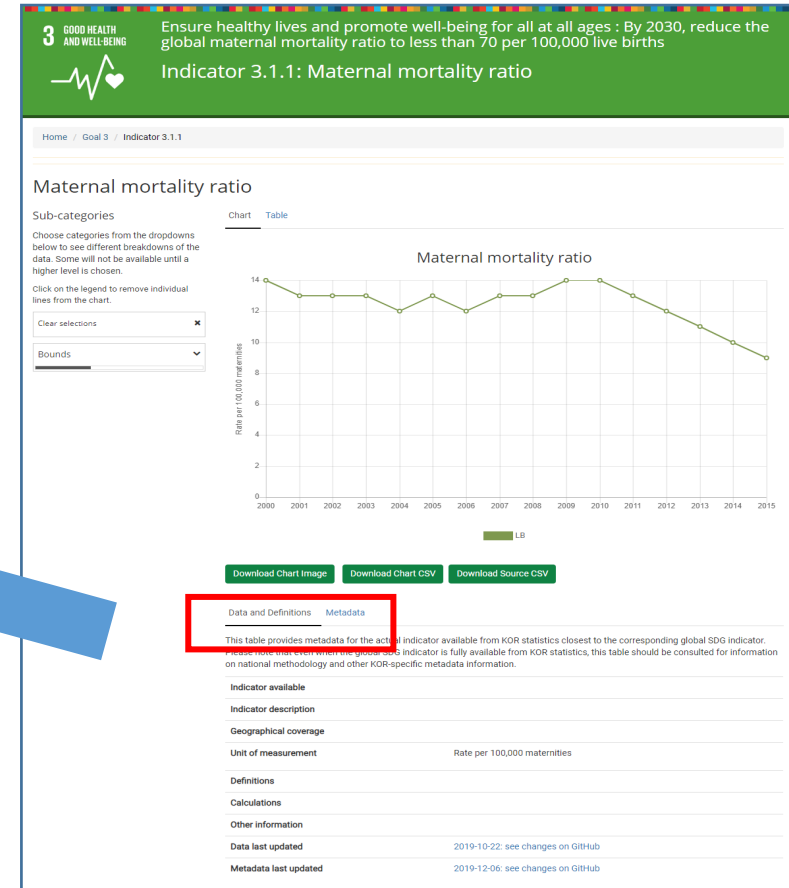 3 GOOD HEALTH
AND WELL-BEING
Ensure healthy lives and promote well-being for all at all ages : By 2030, reduce the
global maternal mortality ratio to less than 70 per 100,000 live births
Indicator 3.1.1: Maternal mortality ratio
Home / Goal 3 / Indicator 3.1.1
Maternal mortality ratio
Sub-categories
Choose categories from the dropdowns
below to see different breakdowns of the
data. Some will not be available until a
higher level is chosen.
Click on the legend to remove individual
lines from the chart.
Clear selections ✖
Bounds
Chart Table
Maternal mortality ratio
Rate per 100,000 maternities
14
12
10
8
6
4
2
0
2000 2001 2002 2003 2004 2005 2006 2007 2008 2009 2010 2011 2012 2013 2014 2015
LB
Download Chart Image Download Chart CSV Download Source CSV
Data and Definitions Metadata
This table provides metadata for the actual indicator available from KOR statistics closest to the corresponding global SDG indicator.
Please note that even when the global SDG indicator is fully available from KOR statistics, this table should be consulted for information
on national methodology and other KOR-specific metadata information.
Indicator available
Indicator description
Geographical coverage
Unit of measurement Rate per 100,000 maternities
Definitions
Calculations
Other information
Data last updated 2019-10-22: see changes on GitHub
Metadata last updated 2019-12-06: see changes on GitHub